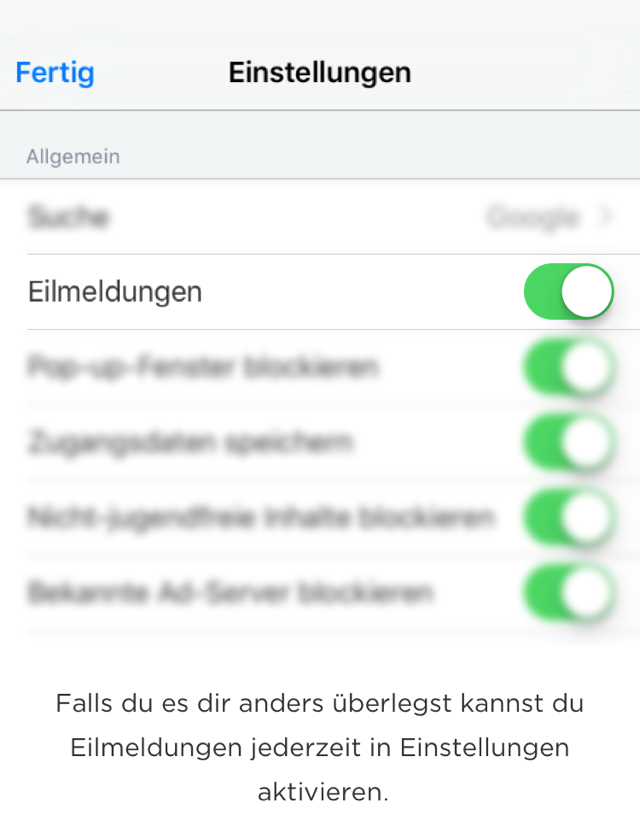 Fertig Einstellungen
Allgemein
Suche Google
Eilmeldungen
Pop-up-Fenster blockieren
Zugangsdaten speichern
Nicht-jugendfreie Inhalte blockieren
Bekannte Ad-Server blockieren
Falls du es dir anders überlegst kannst du
Eilmeldungen jederzeit in Einstellungen
aktivieren.